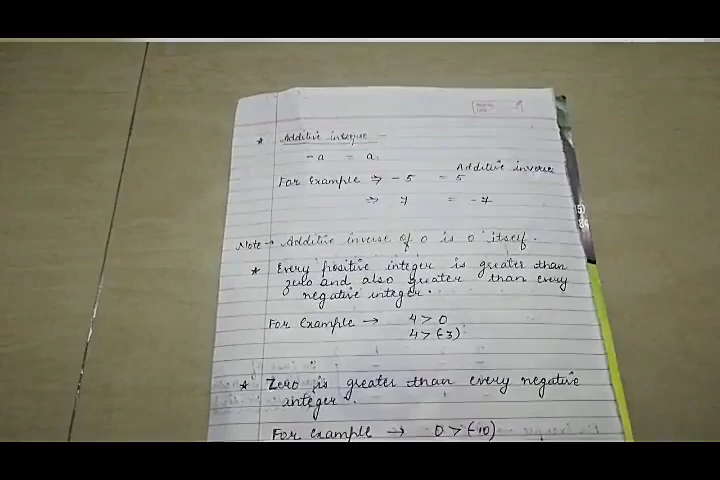 * Additive inverse -
-a = a.
Additive inverse
For Example ⇒ -5 = 5
⇒ 7 = -7
Note → Additive inverse of 0 is 0 itself.
* Every positive integer is greater than
zero and also greater than every
negative integer.
For Example → 4 > 0
4 > (-3)
* Zero is greater than every negative
integer.
For Example → 0 > (-10)